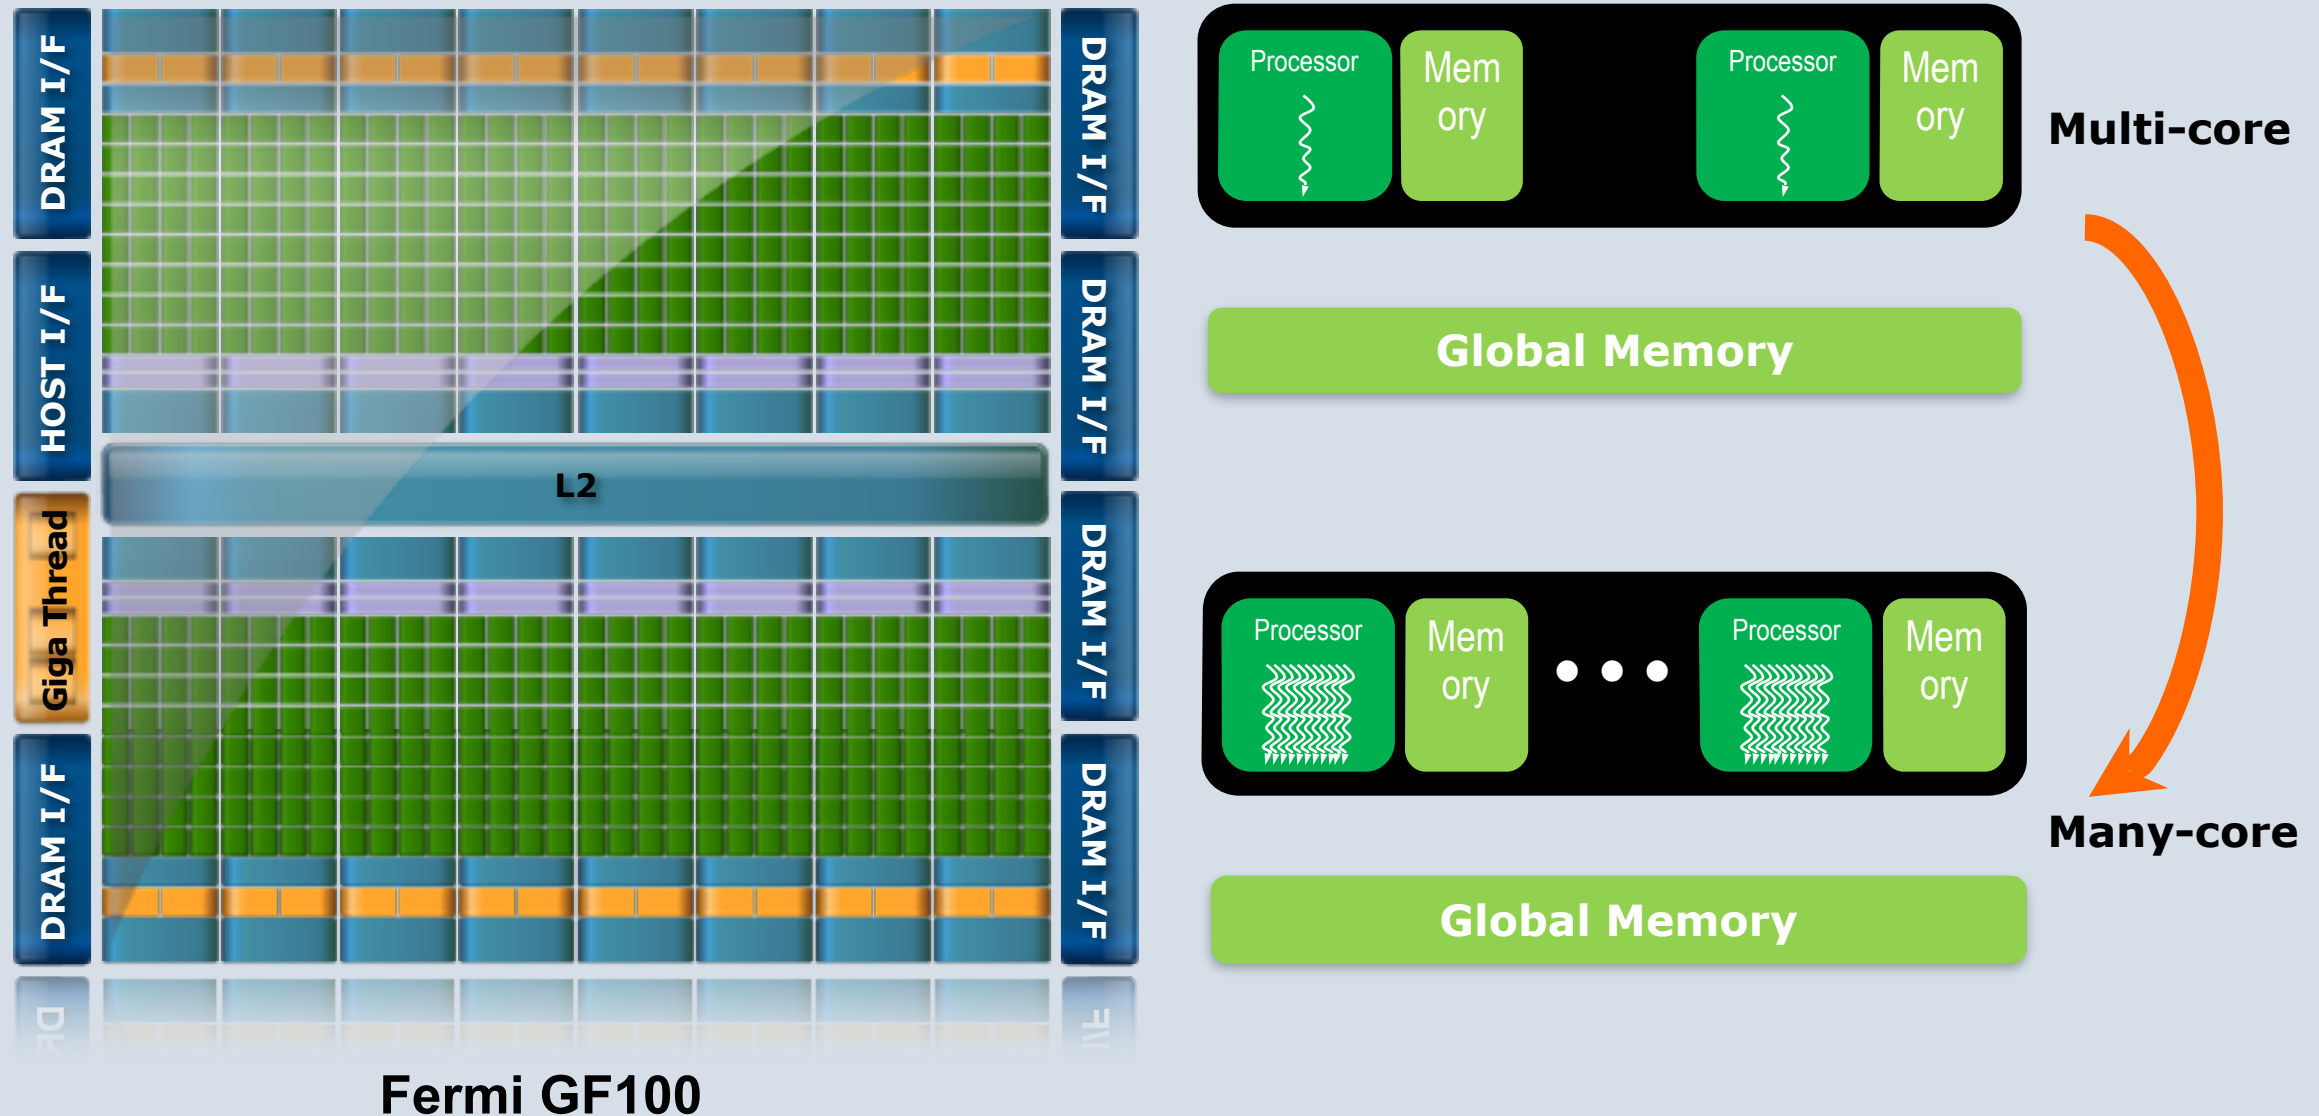 DRAM I/F
HOST I/F
Giga Thread
DRAM I/F
L2
DRAM I/F
DRAM I/F
DRAM I/F
DRAM I/F
Fermi GF100
Processor
Mem
ory
Processor
Mem
ory
Multi-core
Global Memory
Processor
Mem
ory
Processor
Mem
ory
Many-core
Global Memory